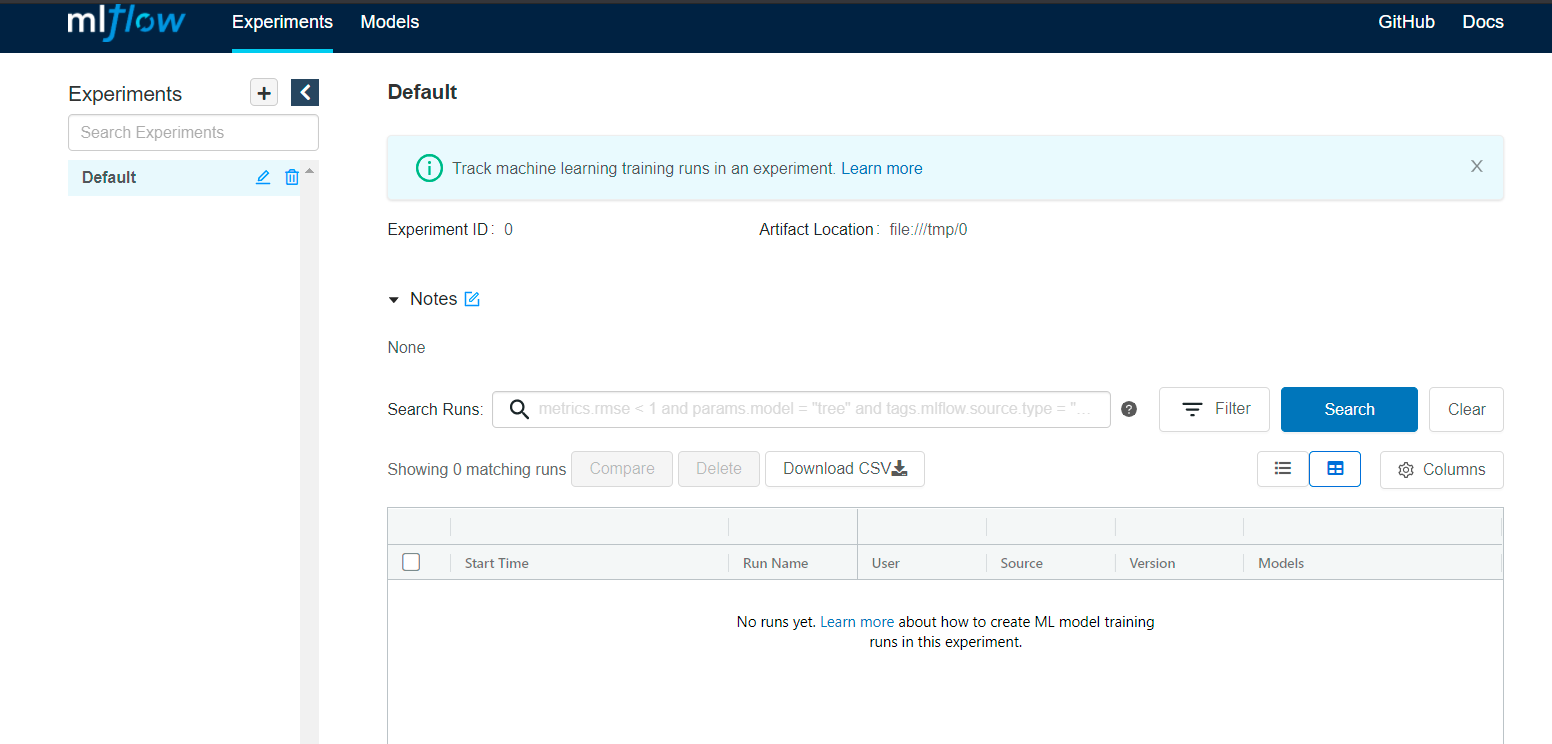 mlflow Experiments Models GitHub Docs
Experiments
Search Experiments
Default
Default
Track machine learning training runs in an experiment. Learn more
Experiment ID: 0 Artifact Location: file:///tmp/0
Notes
None
Search Runs: metrics.rmse < 1 and params.model = "tree" and tags.mlflow.source.type = "... Filter Search Clear
Showing 0 matching runs Compare Delete Download CSV Columns
Start Time Run Name User Source Version Models
No runs yet. Learn more about how to create ML model training
runs in this experiment.